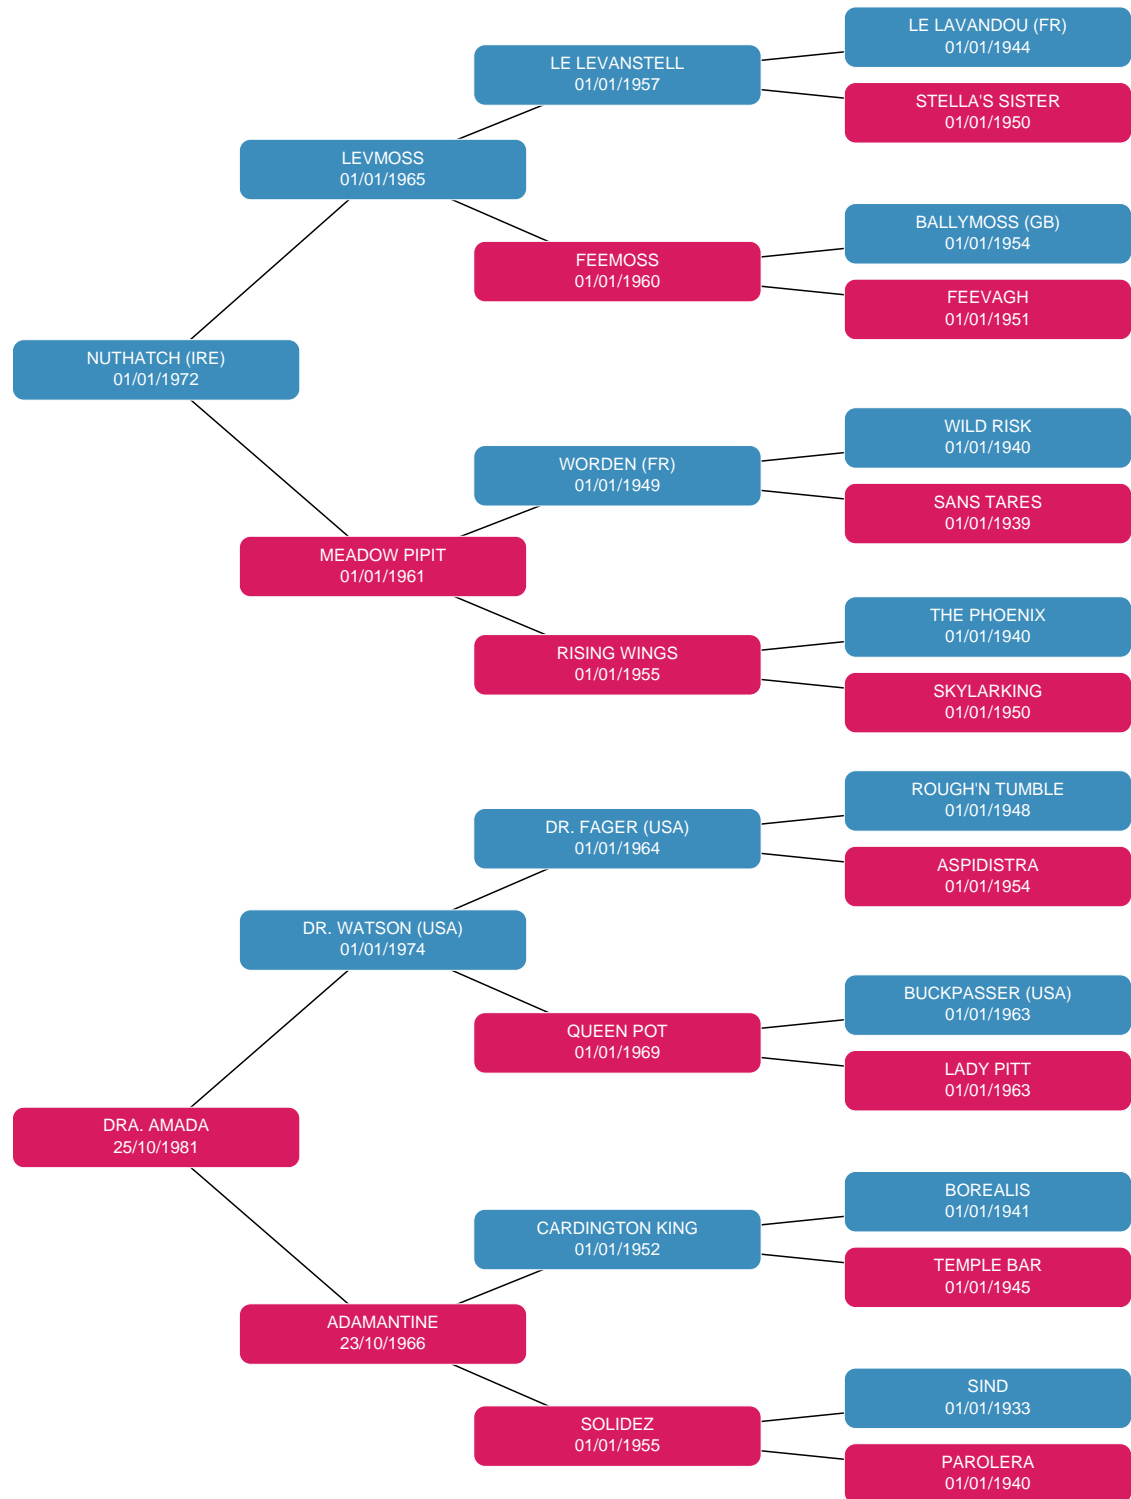 LE LAVANDOU (FR)
01/01/1944
LE LEVANSTELL
01/01/1957
STELLA'S SISTER
01/01/1950
LEVMOSS
01/01/1965
BALLYMOSS (GB)
01/01/1954
FEEMOSS
01/01/1960
FEEVAGH
01/01/1951
NUTHATCH (IRE)
01/01/1972
WILD RISK
01/01/1940
WORDEN (FR)
01/01/1949
SANS TARES
01/01/1939
MEADOW PIPIT
01/01/1961
THE PHOENIX
01/01/1940
RISING WINGS
01/01/1955
SKYLARKING
01/01/1950
ROUGH'N TUMBLE
01/01/1948
DR. FAGER (USA)
01/01/1964
ASPIDISTRA
01/01/1954
DR. WATSON (USA)
01/01/1974
BUCKPASSER (USA)
01/01/1963
QUEEN POT
01/01/1969
LADY PITT
01/01/1963
DRA. AMADA
25/10/1981
BOREALIS
01/01/1941
CARDINGTON KING
01/01/1952
TEMPLE BAR
01/01/1945
ADAMANTINE
23/10/1966
SIND
01/01/1933
SOLIDEZ
01/01/1955
PAROLERA
01/01/1940